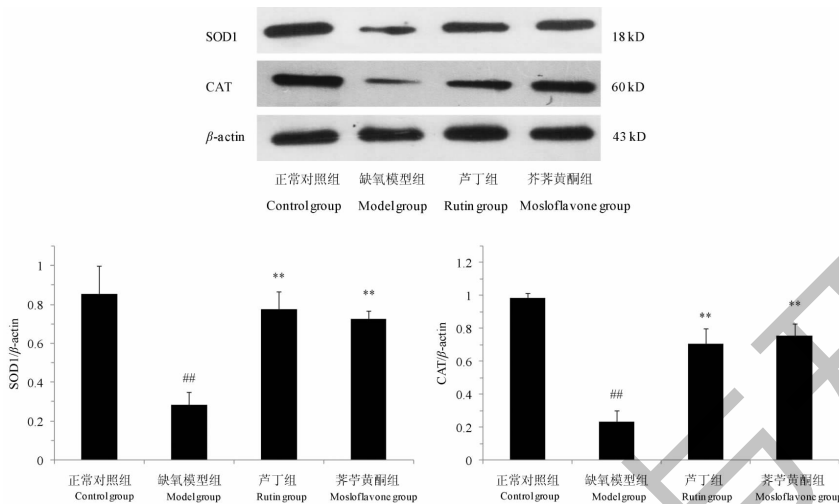 SOD1 18 kD
CAT 60 kD
β-actin 43 kD
正常对照组 缺氧模型组 芦丁组 芥荠黄酮组
Control group Model group Rutin group Mosloflavone group
SOD1/β-actin
1
0.8
0.6
0.4
0.2
0
##
**
**
正常对照组 缺氧模型组 芦丁组 荠苧黄酮组
Control group Model group Rutin group Mosloflavone group
CAT/β-actin
1.2
1
0.8
0.6
0.4
0.2
0
##
**
**
正常对照组 缺氧模型组 芦丁组 荠苧黄酮组
Control group Model group Rutin group Mosloflavone group